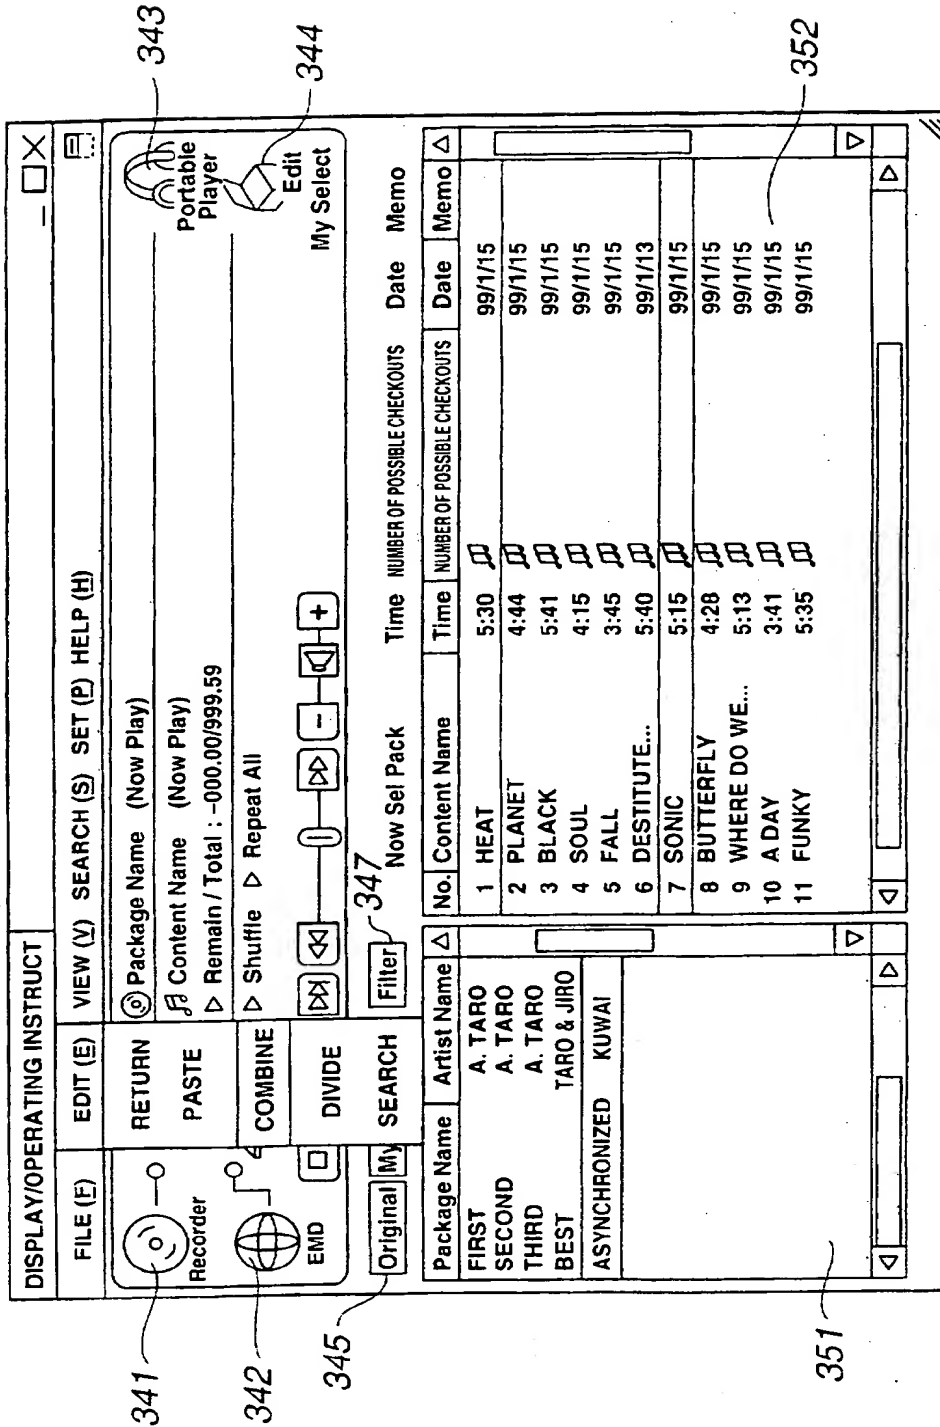 DISPLAY/OPERATING INSTRUCT
FILE (F) EDIT (E) VIEW (V) SEARCH (S) SET (P) HELP (H)
RETURN
PASTE
COMBINE
DIVIDE
SEARCH
Recorder
EMD
Package Name (Now Play)
Content Name (Now Play)
Remain / Total : -000.00/999.59
Shuffle Repeat All
Portable
Player
Edit
My Select
- +
Original My Filter
Now Sel Pack Time NUMBER OF POSSIBLE CHECKOUTS Date Memo
Package Name Artist Name
FIRST A. TARO
SECOND A. TARO
THIRD A. TARO
BEST TARO & JIRO
ASYNCHRONIZED KUWAI
No. Content Name Time NUMBER OF POSSIBLE CHECKOUTS Date Memo
1 HEAT 5:30 99/1/15
2 PLANET 4:44 99/1/15
3 BLACK 5:41 99/1/15
4 SOUL 4:15 99/1/15
5 FALL 3:45 99/1/15
6 DESTITUTE... 5:40 99/1/13
7 SONIC 5:15 99/1/15
8 BUTTERFLY 4:28 99/1/15
9 WHERE DO WE... 5:13 99/1/15
10 A DAY 3:41 99/1/15
11 FUNKY 5:35 99/1/15
341
342
345
351
347
343
344
352